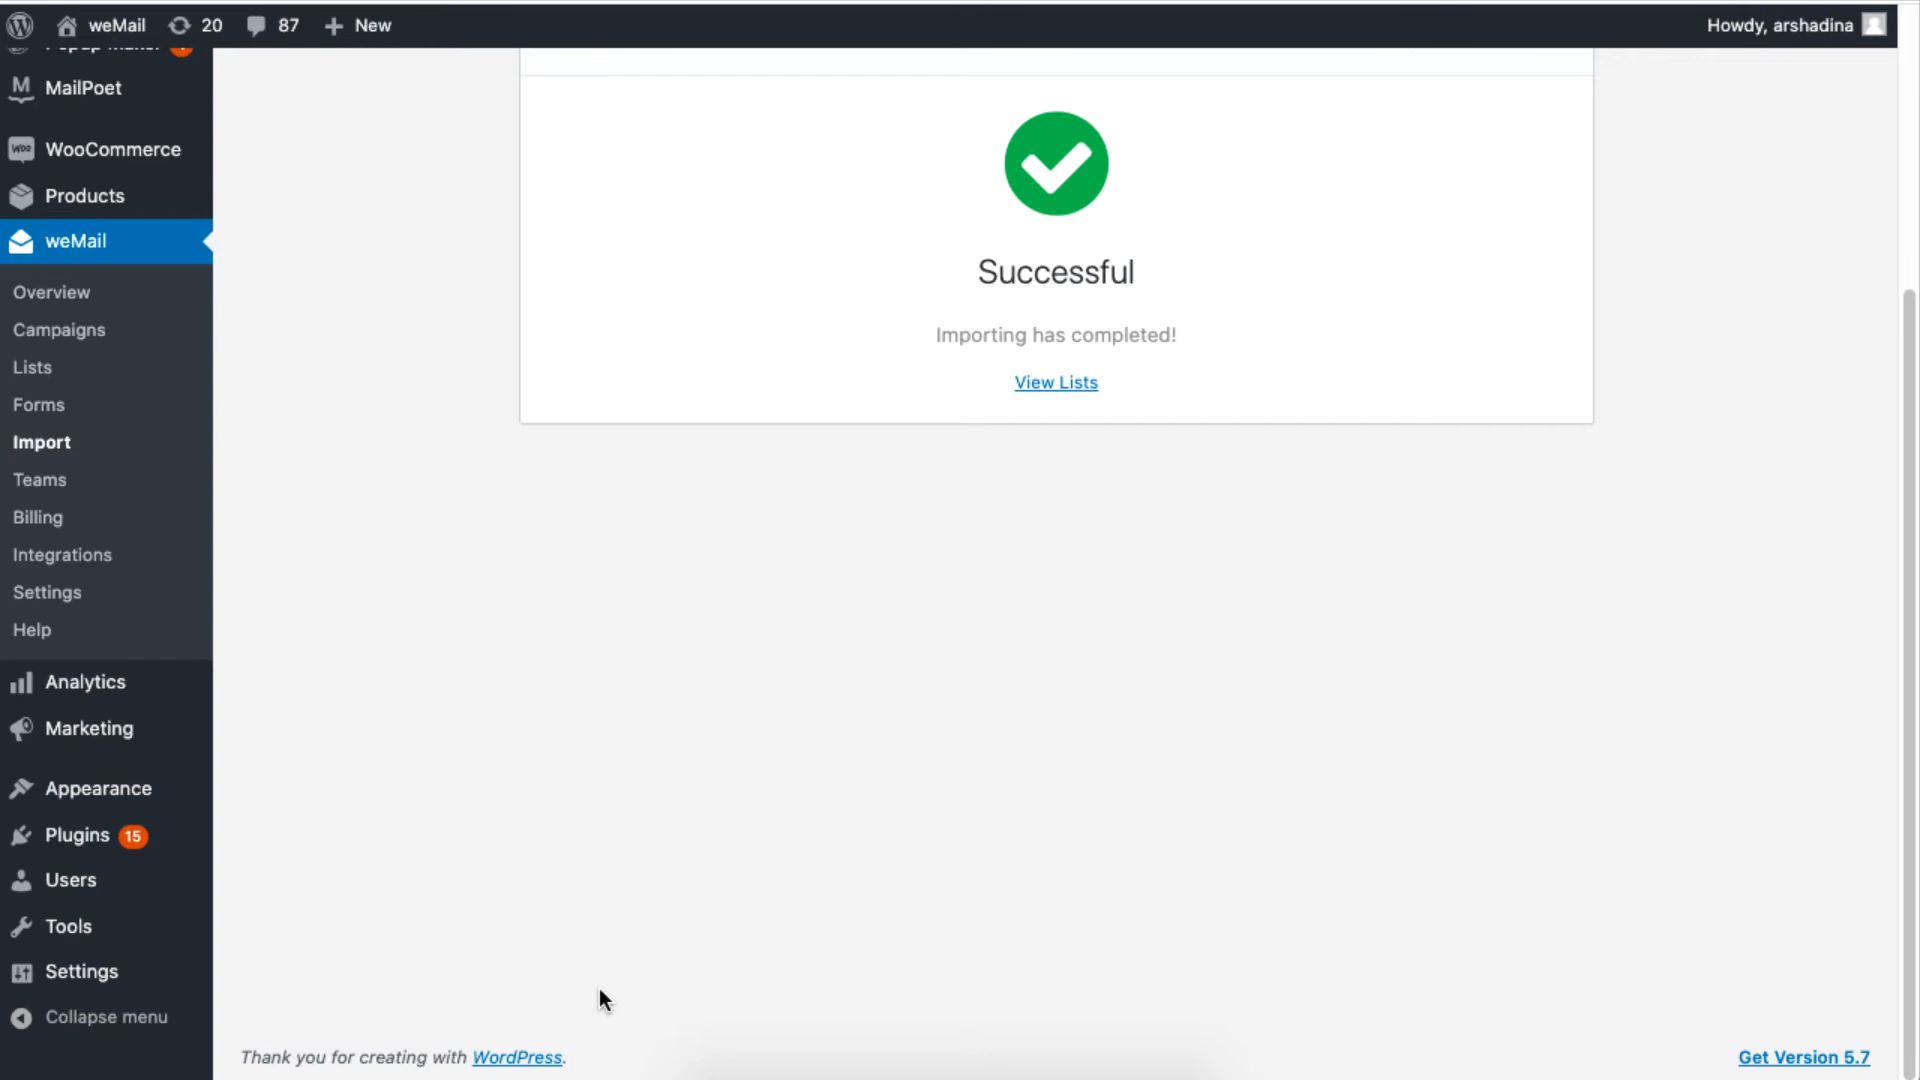 weMail 20 87 New Howdy, arshadina
MailPoet
WooCommerce
Products
weMail
Overview
Campaigns
Lists
Forms
Import
Teams
Billing
Integrations
Settings
Help
Analytics
Marketing
Appearance
Plugins 15
Users
Tools
Settings
Collapse menu
Successful
Importing has completed!
View Lists
Thank you for creating with WordPress.
Get Version 5.7